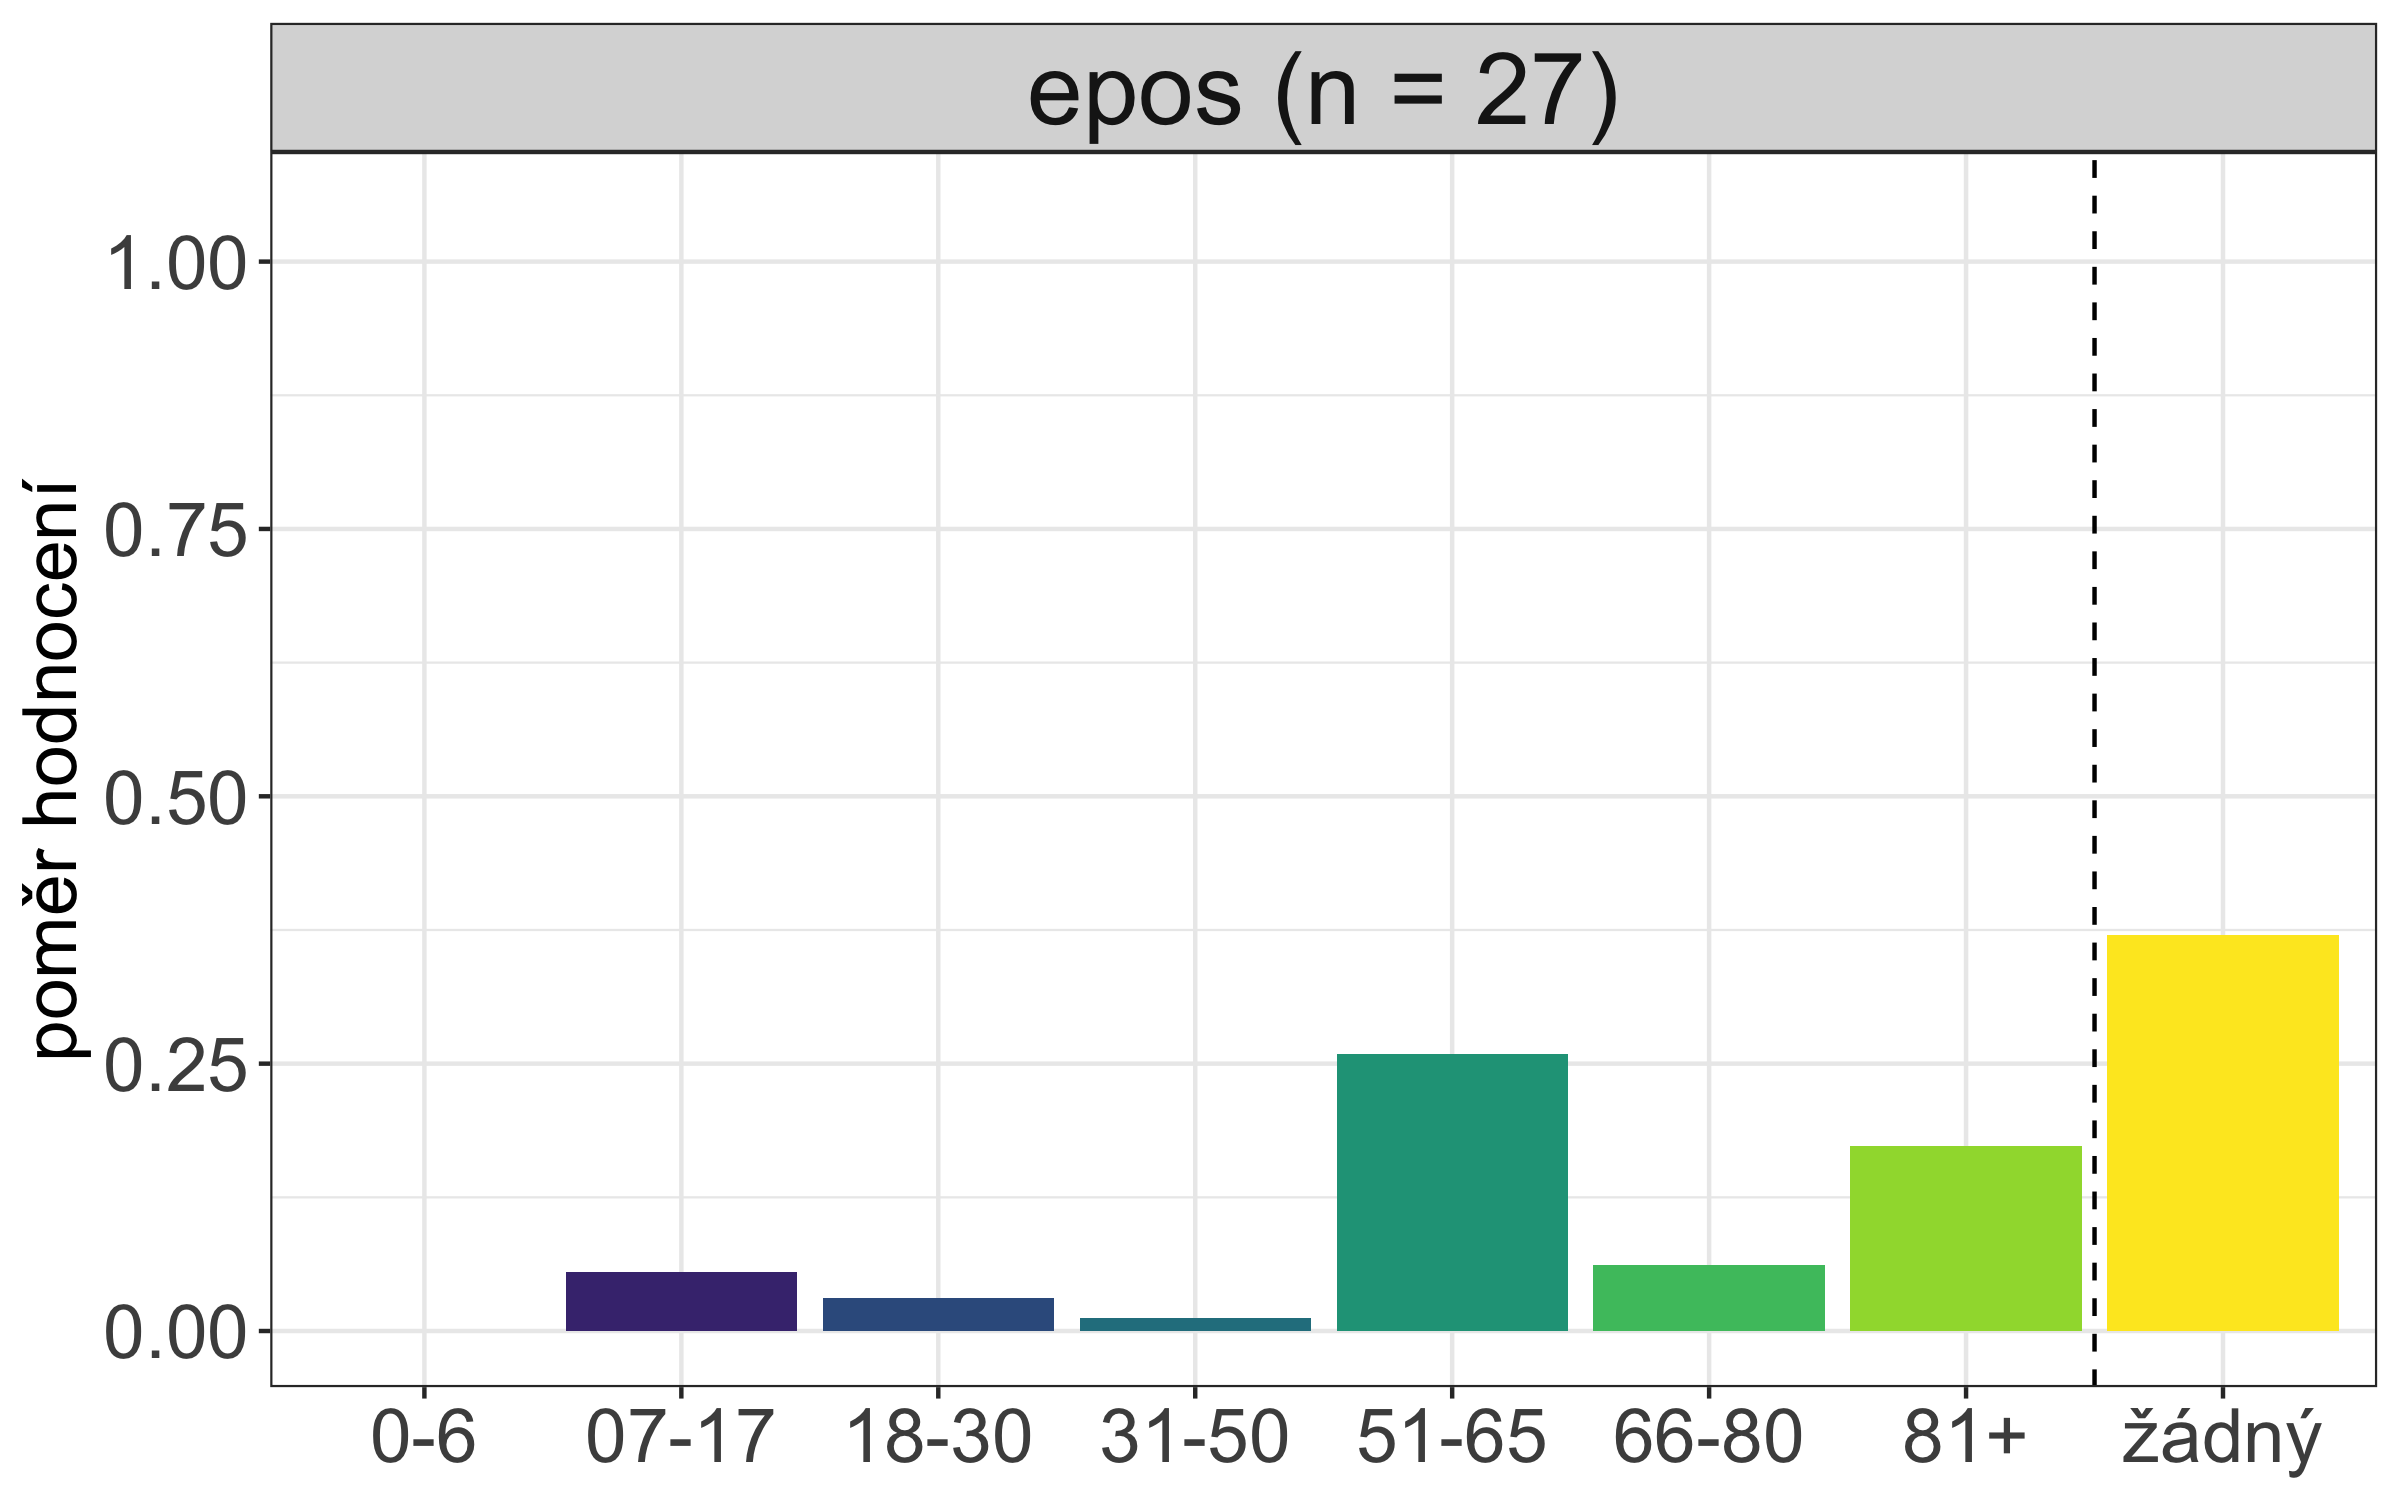 epos (n = 27)
poměr hodnocení
1.00
0.75
0.50
0.25
0.00
0-6 07-17 18-30 31-50 51-65 66-80 81+ žádný